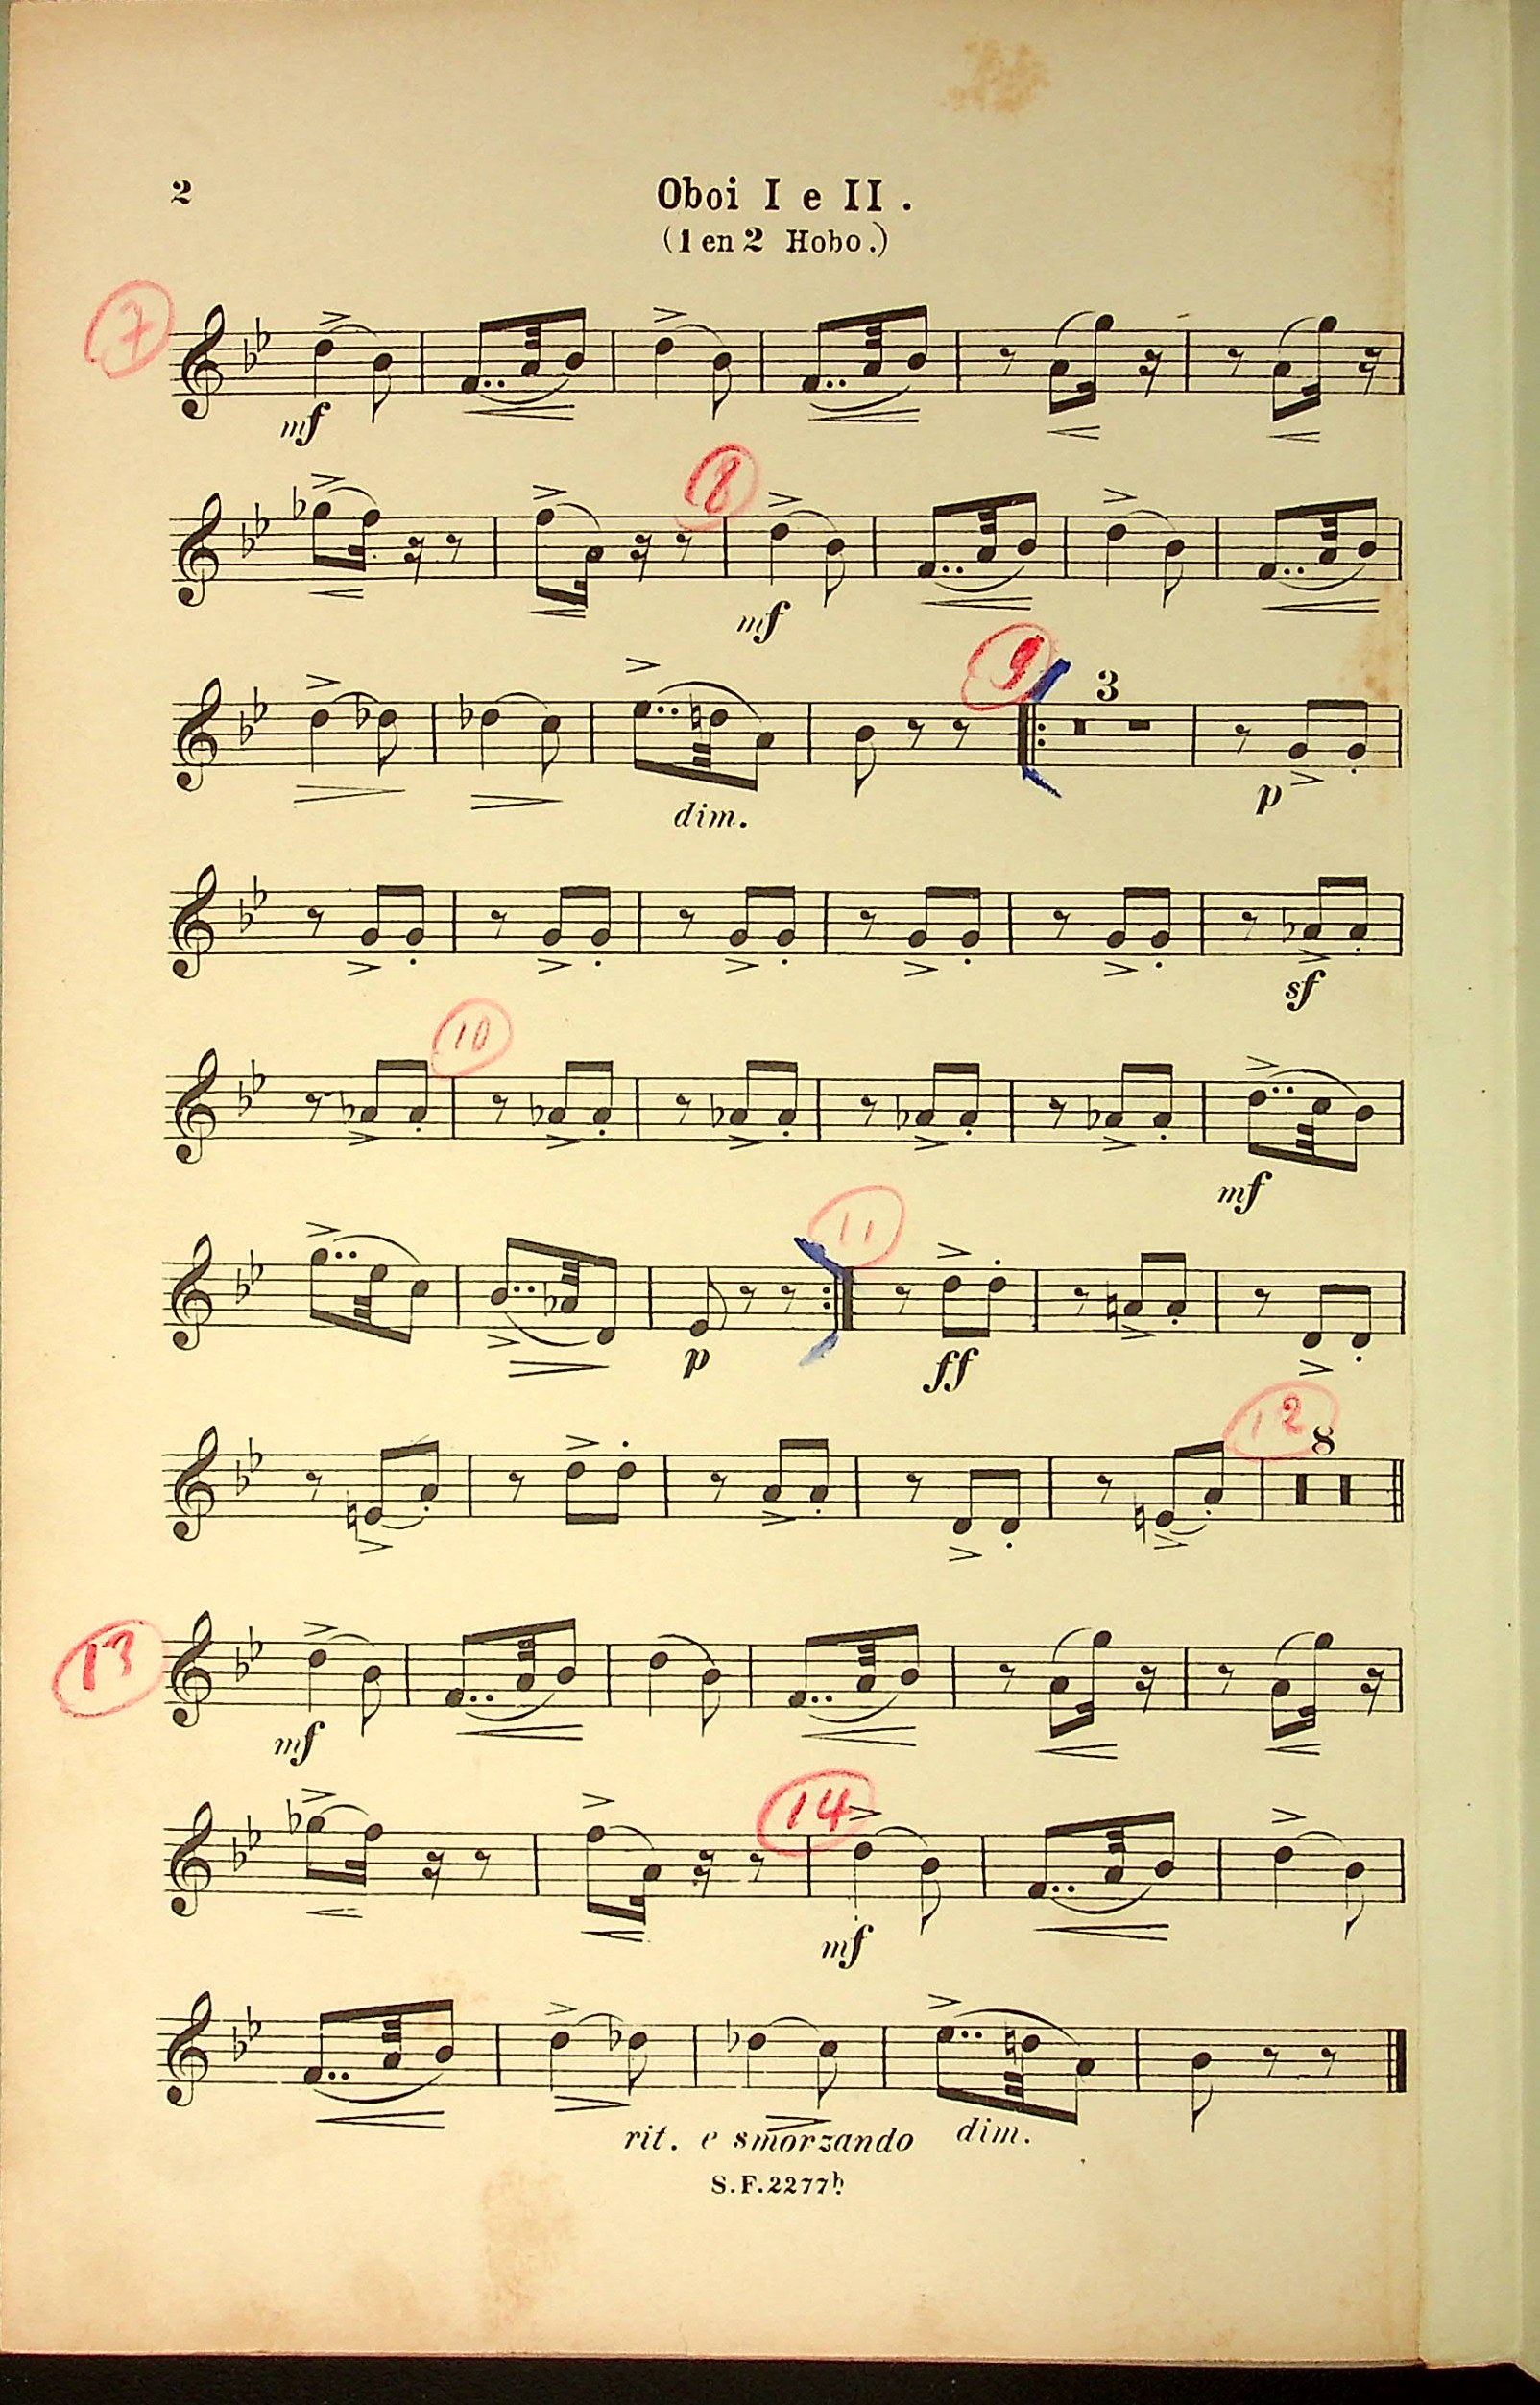 2
Oboi I e II.
(1 en 2 Hobo.)
7
mf
8
mf
9
3
dim.
p
sf
10
mf
11
p
ff
12
8
13
mf
14
mf
rit. e smorzando dim.
S.F.2277h.